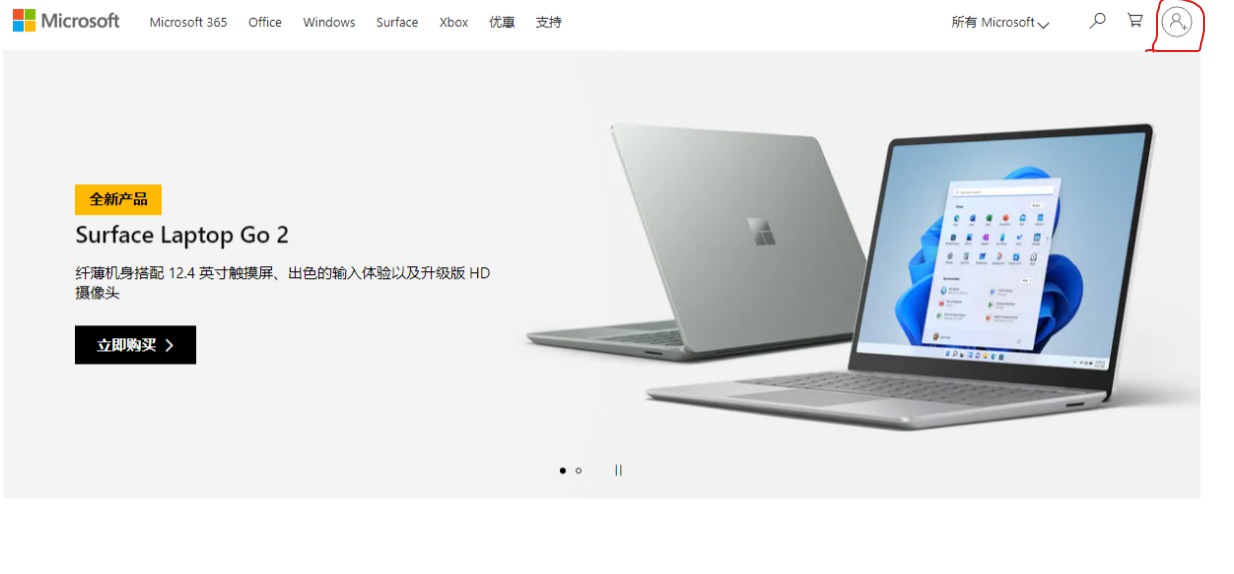 Microsoft Microsoft 365 Office Windows Surface Xbox 优惠 支持 所有 Microsoft
全新产品
Surface Laptop Go 2
纤薄机身搭配 12.4 英寸触摸屏、出色的输入体验以及升级版 HD
摄像头
立即购买